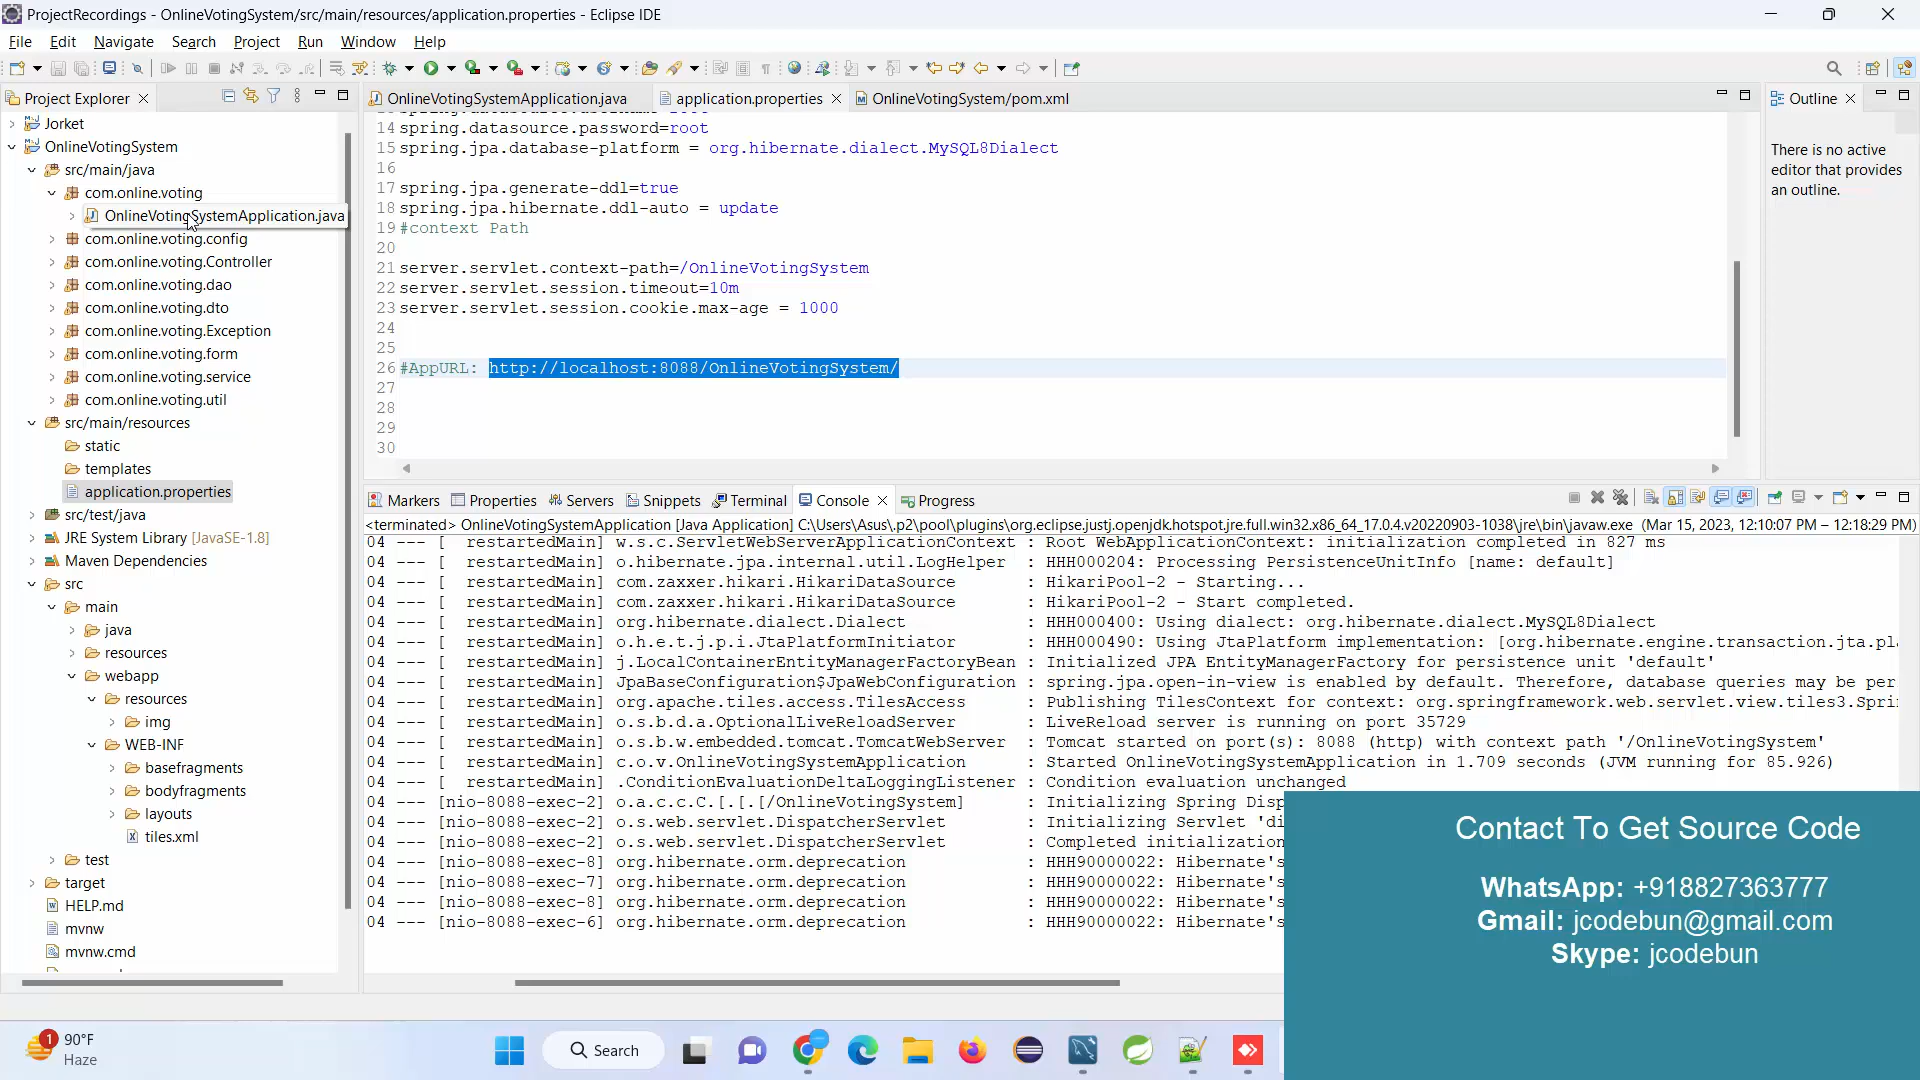 ProjectRecordings - OnlineVotingSystem/src/main/resources/application.properties - Eclipse IDE
File Edit Navigate Search Project Run Window Help
Project Explorer
Jorket
OnlineVotingSystem
src/main/java
com.online.voting
OnlineVotingSystemApplication.java
com.online.voting.config
com.online.voting.Controller
com.online.voting.dao
com.online.voting.dto
com.online.voting.Exception
com.online.voting.form
com.online.voting.service
com.online.voting.util
src/main/resources
static
templates
application.properties
src/test/java
JRE System Library [JavaSE-1.8]
Maven Dependencies
src
main
java
resources
webapp
resources
img
WEB-INF
basefragments
bodyfragments
layouts
tiles.xml
test
target
HELP.md
mvnw
mvnw.cmd
OnlineVotingSystemApplication.java application.properties OnlineVotingSystem/pom.xml
14 spring.datasource.password=root
15 spring.jpa.database-platform = org.hibernate.dialect.MySQL8Dialect
16
17 spring.jpa.generate-ddl=true
18 spring.jpa.hibernate.ddl-auto = update
19 #context Path
20
21 server.servlet.context-path=/OnlineVotingSystem
22 server.servlet.session.timeout=10m
23 server.servlet.session.cookie.max-age = 1000
24
25
26 #AppURL: http://localhost:8088/OnlineVotingSystem/
27
28
29
30
Outline
There is no active
editor that provides
an outline.
Markers Properties Servers Snippets Terminal Console Progress
<terminated> OnlineVotingSystemApplication [Java Application] C:\Users\Asus\.p2\pool\plugins\org.eclipse.justj.openjdk.hotspot.jre.full.win32.x86_64_17.0.4.v20220903-1038\jre\bin\javaw.exe (Mar 15, 2023, 12:10:07 PM – 12:18:29 PM)
04 --- [ restartedMain] w.s.c.ServletWebServerApplicationContext : Root WebApplicationContext: initialization completed in 827 ms
04 --- [ restartedMain] o.hibernate.jpa.internal.util.LogHelper : HHH000204: Processing PersistenceUnitInfo [name: default]
04 --- [ restartedMain] com.zaxxer.hikari.HikariDataSource : HikariPool-2 - Starting...
04 --- [ restartedMain] com.zaxxer.hikari.HikariDataSource : HikariPool-2 - Start completed.
04 --- [ restartedMain] org.hibernate.dialect.Dialect : HHH000400: Using dialect: org.hibernate.dialect.MySQL8Dialect
04 --- [ restartedMain] o.h.e.t.j.p.i.JtaPlatformInitiator : HHH000490: Using JtaPlatform implementation: [org.hibernate.engine.transaction.jta.pl
04 --- [ restartedMain] j.LocalContainerEntityManagerFactoryBean : Initialized JPA EntityManagerFactory for persistence unit 'default'
04 --- [ restartedMain] JpaBaseConfiguration$JpaWebConfiguration : spring.jpa.open-in-view is enabled by default. Therefore, database queries may be per
04 --- [ restartedMain] org.apache.tiles.access.TilesAccess : Publishing TilesContext for context: org.springframework.web.servlet.view.tiles3.Spri
04 --- [ restartedMain] o.s.b.d.a.OptionalLiveReloadServer : LiveReload server is running on port 35729
04 --- [ restartedMain] o.s.b.w.embedded.tomcat.TomcatWebServer : Tomcat started on port(s): 8088 (http) with context path '/OnlineVotingSystem'
04 --- [ restartedMain] c.o.v.OnlineVotingSystemApplication : Started OnlineVotingSystemApplication in 1.709 seconds (JVM running for 85.926)
04 --- [ restartedMain] .ConditionEvaluationDeltaLoggingListener : Condition evaluation unchanged
04 --- [nio-8088-exec-2] o.a.c.c.C.[.[.[/OnlineVotingSystem] : Initializing Spring Disp
04 --- [nio-8088-exec-2] o.s.web.servlet.DispatcherServlet : Initializing Servlet 'di
04 --- [nio-8088-exec-2] o.s.web.servlet.DispatcherServlet : Completed initialization
04 --- [nio-8088-exec-8] org.hibernate.orm.deprecation : HHH90000022: Hibernate's
04 --- [nio-8088-exec-7] org.hibernate.orm.deprecation : HHH90000022: Hibernate's
04 --- [nio-8088-exec-8] org.hibernate.orm.deprecation : HHH90000022: Hibernate's
04 --- [nio-8088-exec-6] org.hibernate.orm.deprecation : HHH90000022: Hibernate's
Contact To Get Source Code
WhatsApp: +918827363777
Gmail: jcodebun@gmail.com
Skype: jcodebun
1
90°F
Haze
Search